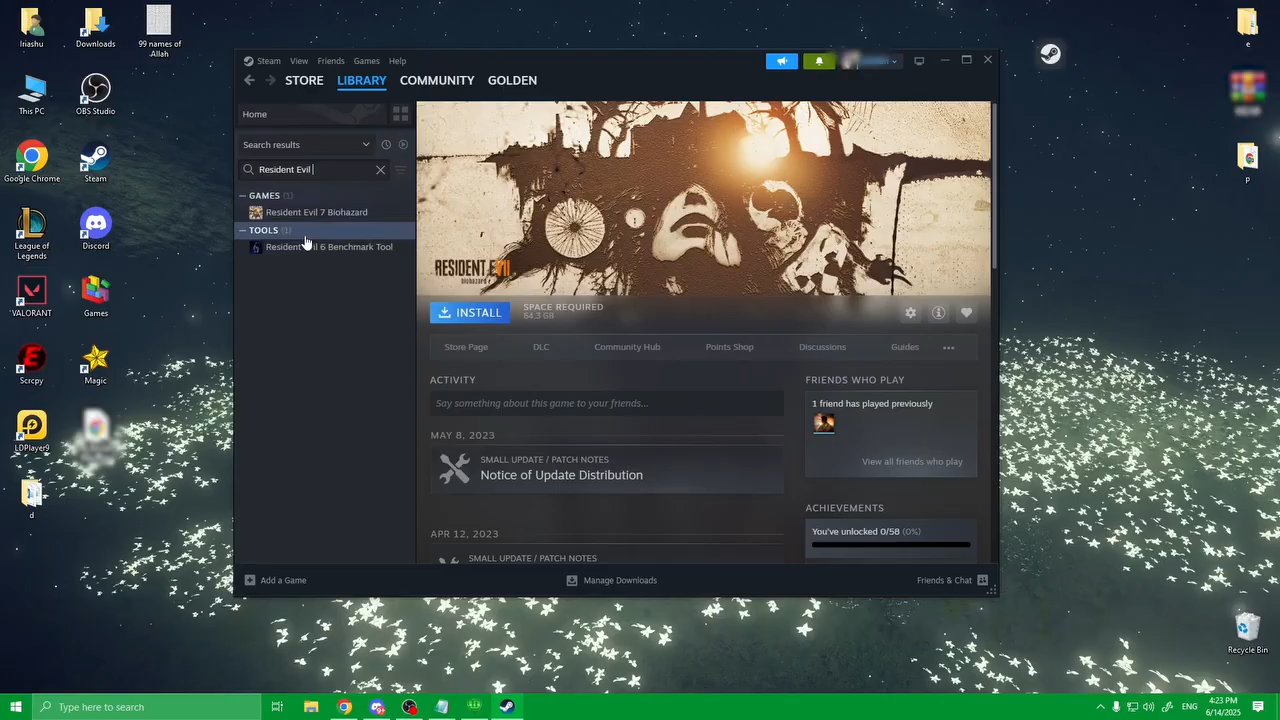 Iriashu
Downloads
99 names of
Allah
This PC
OBS Studio
Google Chrome
Steam
League of
Legends
Discord
VALORANT
Games
Scrcpy
Magic
LDPlayer9
d
e
p
Recycle Bin
Steam
View
Friends
Games
Help
STORE
LIBRARY
COMMUNITY
GOLDEN
Home
Search results
Resident Evil
GAMES (1)
Resident Evil 7 Biohazard
TOOLS (1)
Resident Evil 6 Benchmark Tool
RESIDENT EVIL
biohazard
INSTALL
SPACE REQUIRED
64.3 GB
Store Page
DLC
Community Hub
Points Shop
Discussions
Guides
ACTIVITY
Say something about this game to your friends...
MAY 8, 2023
SMALL UPDATE / PATCH NOTES
Notice of Update Distribution
APR 12, 2023
SMALL UPDATE / PATCH NOTES
FRIENDS WHO PLAY
1 friend has played previously
View all friends who play
ACHIEVEMENTS
You've unlocked 0/58 (0%)
Add a Game
Manage Downloads
Friends & Chat
Type here to search
4:23 PM
6/14/2025